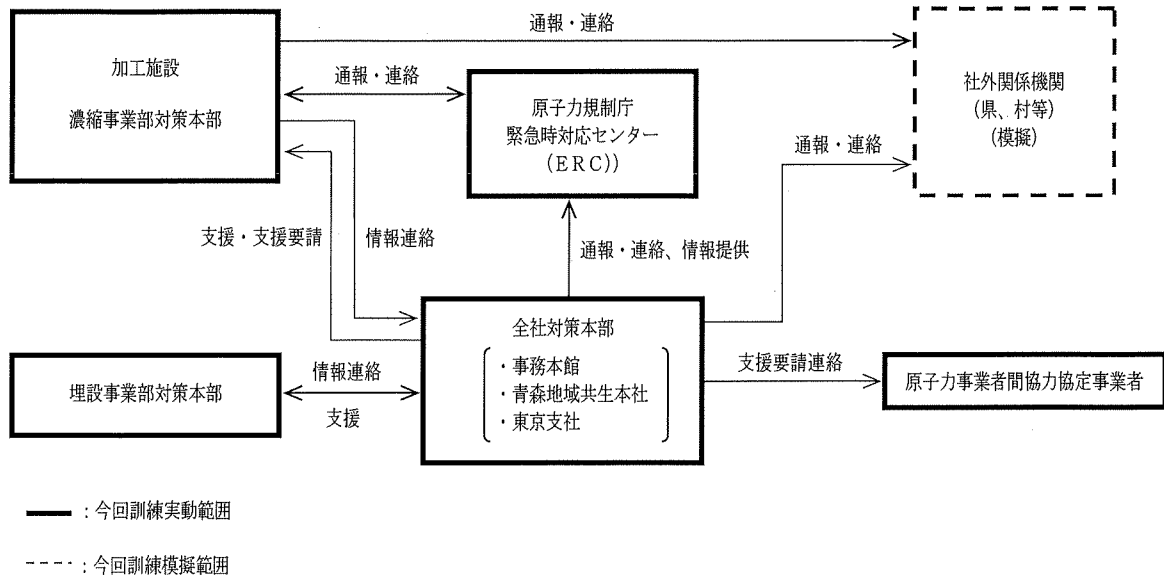 通報・連絡
加工施設
濃縮事業部対策本部
通報・連絡
原子力規制庁
緊急時対応センター
(ERC))
社外関係機関
(県、村等)
(模擬)
通報・連絡
支援・支援要請
情報連絡
通報・連絡、情報提供
全社対策本部
・事務本館
・青森地域共生本社
・東京支社
支援要請連絡
原子力事業者間協力協定事業者
埋設事業部対策本部
情報連絡
支援
:今回訓練実動範囲
:今回訓練模擬範囲